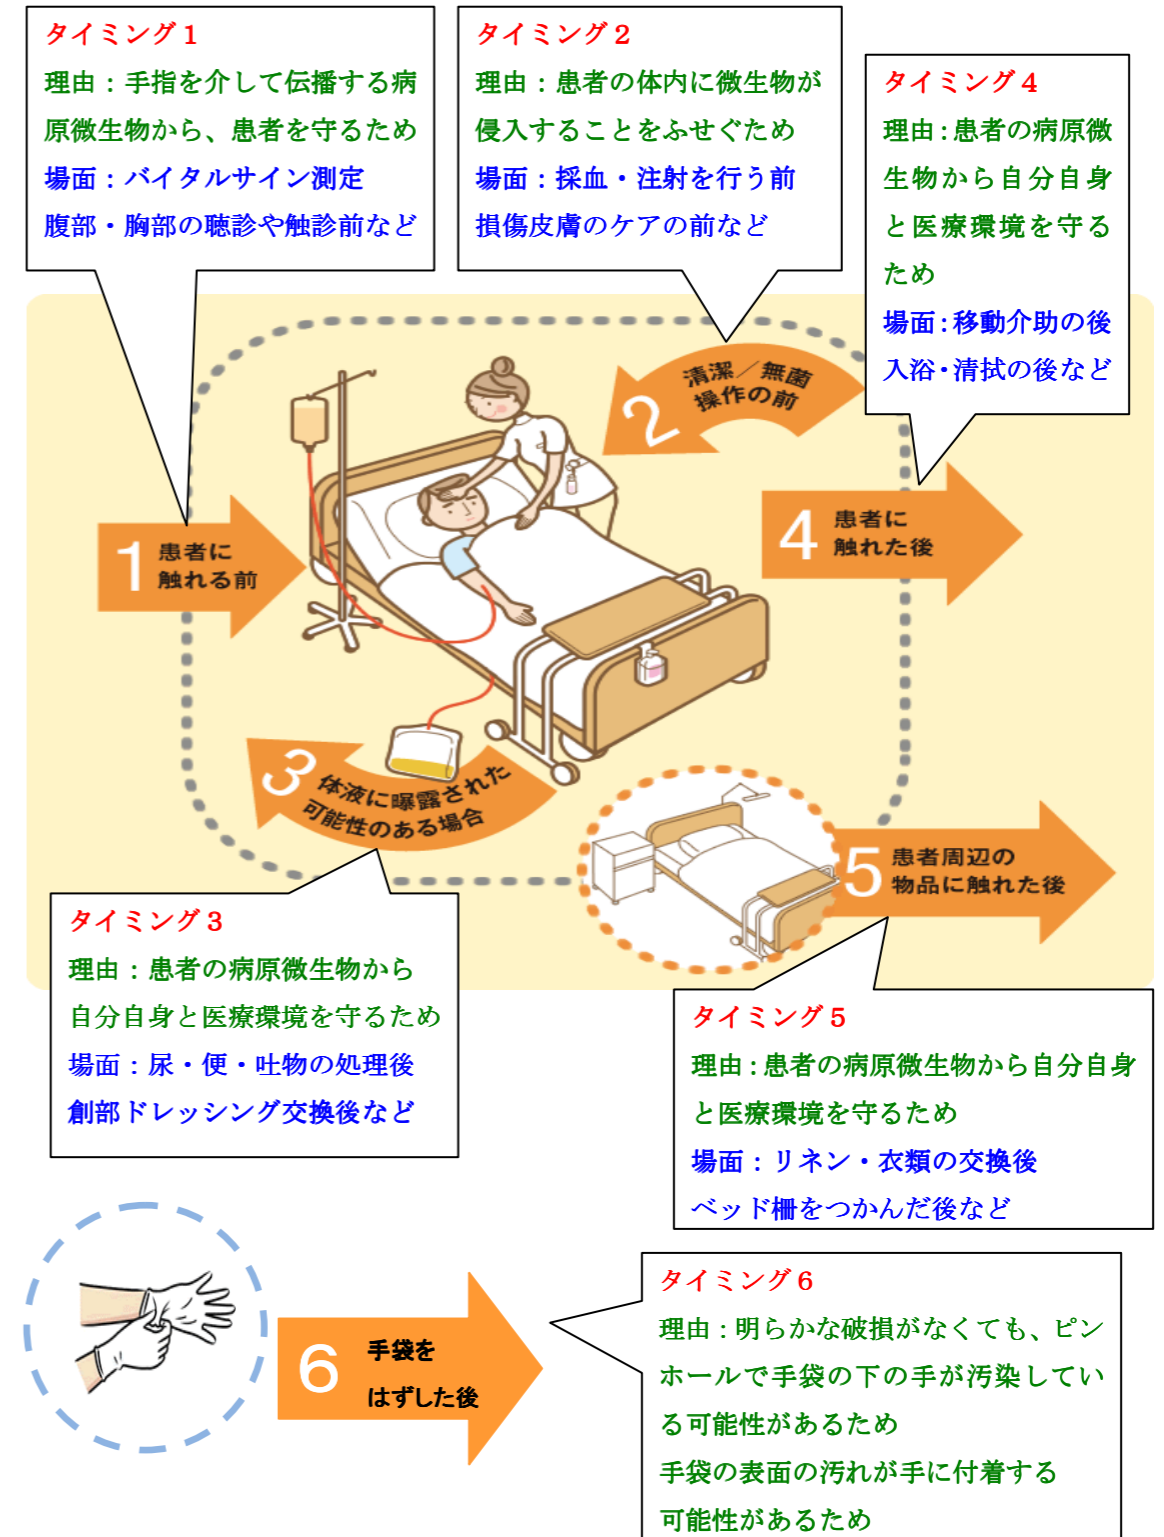 タイミング１
理由：手指を介して伝播する病
原微生物から、患者を守るため
場面：バイタルサイン測定
腹部・胸部の聴診や触診前など
タイミング２
理由：患者の体内に微生物が
侵入することをふせぐため
場面：採血・注射を行う前
損傷皮膚のケアの前など
タイミング４
理由：患者の病原微
生物から自分自身
と医療環境を守る
ため
場面：移動介助の後
入浴・清拭の後など
2 清潔／無菌
操作の前
1 患者に
触れる前
4 患者に
触れた後
3 体液に曝露された
可能性のある場合
5 患者周辺の
物品に触れた後
タイミング３
理由：患者の病原微生物から
自分自身と医療環境を守るため
場面：尿・便・吐物の処理後
創部ドレッシング交換後など
タイミング５
理由：患者の病原微生物から自分自身
と医療環境を守るため
場面：リネン・衣類の交換後
ベッド柵をつかんだ後など
6 手袋を
はずした後
タイミング６
理由：明らかな破損がなくても、ピン
ホールで手袋の下の手が汚染してい
る可能性があるため
手袋の表面の汚れが手に付着する
可能性があるため